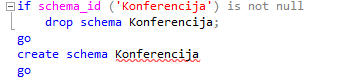 if schema_id ('Konferencija') is not null
drop schema Konferencija;
go
create schema Konferencija
go